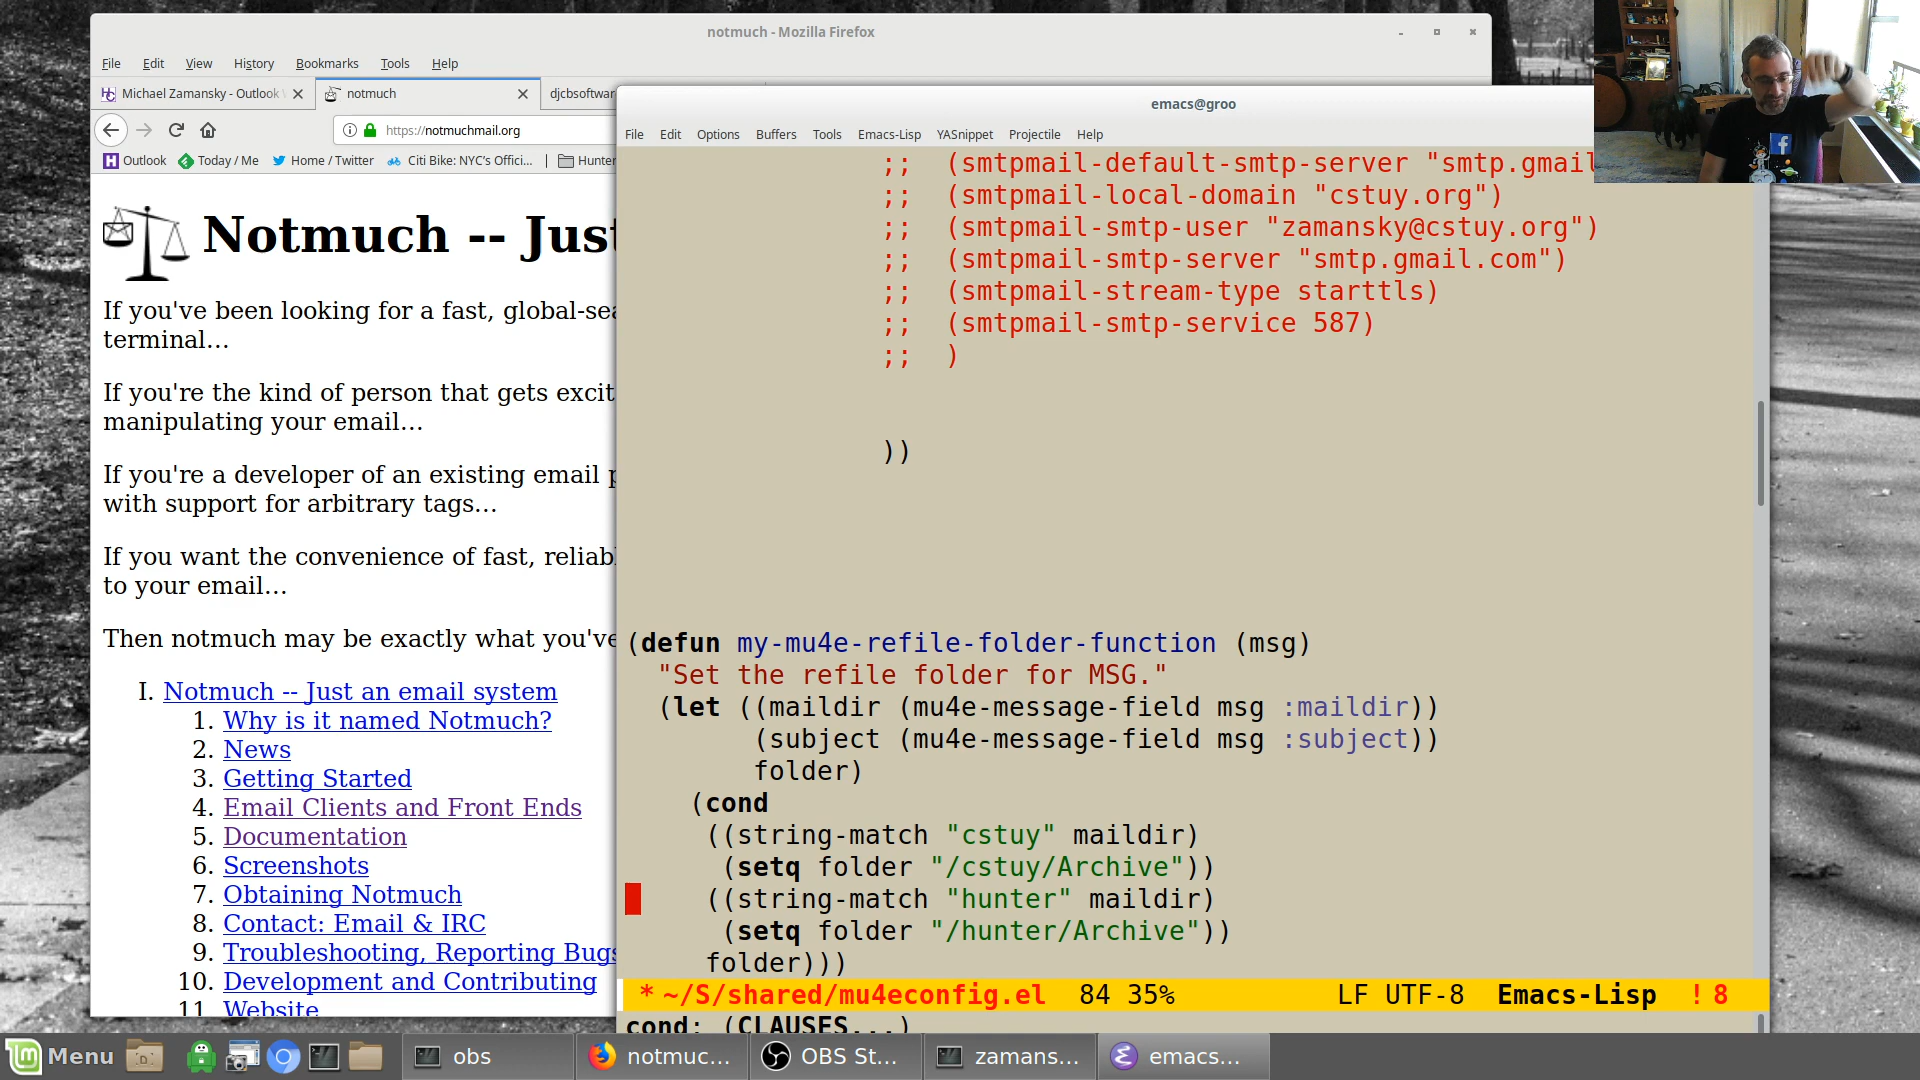 notmuch - Mozilla Firefox
File Edit View History Bookmarks Tools Help
Michael Zamansky - Outlook
notmuch
djcbsoftwar
https://notmuchmail.org
Outlook Today / Me Home / Twitter Citi Bike: NYC's Offici... Hunter
Notmuch -- Just
If you've been looking for a fast, global-sea
terminal...
If you're the kind of person that gets excit
manipulating your email...
If you're a developer of an existing email p
with support for arbitrary tags...
If you want the convenience of fast, reliab
to your email...
Then notmuch may be exactly what you've
I. Notmuch -- Just an email system
1. Why is it named Notmuch?
2. News
3. Getting Started
4. Email Clients and Front Ends
5. Documentation
6. Screenshots
7. Obtaining Notmuch
8. Contact: Email & IRC
9. Troubleshooting, Reporting Bugs
10. Development and Contributing
11. Website
emacs@groo
File Edit Options Buffers Tools Emacs-Lisp YASnippet Projectile Help
;; (smtpmail-default-smtp-server "smtp.gmail
;; (smtpmail-local-domain "cstuy.org")
;; (smtpmail-smtp-user "zamansky@cstuy.org")
;; (smtpmail-smtp-server "smtp.gmail.com")
;; (smtpmail-stream-type starttls)
;; (smtpmail-smtp-service 587)
;; )
))
(defun my-mu4e-refile-folder-function (msg)
"Set the refile folder for MSG."
(let ((maildir (mu4e-message-field msg :maildir))
(subject (mu4e-message-field msg :subject))
folder)
(cond
((string-match "cstuy" maildir)
(setq folder "/cstuy/Archive"))
((string-match "hunter" maildir)
(setq folder "/hunter/Archive"))
folder)))
* ~/S/shared/mu4econfig.el 84 35% LF UTF-8 Emacs-Lisp ! 8
cond: (CLAUSES...)
Menu obs notmuc... OBS St... zamans... emacs...